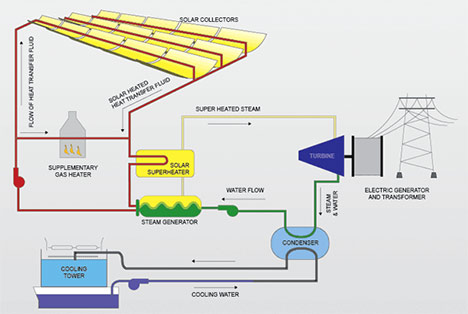 SOLAR COLLECTORS
FLOW OF HEAT TRANSFER FLUID
SOLAR HEATED
HEAT TRANSFER FLUID
SUPER HEATED STEAM
SUPPLEMENTARY
GAS HEATER
SOLAR
SUPERHEATER
TURBINE
WATER FLOW
ELECTRIC GENERATOR
AND TRANSFORMER
STEAM
& WATER
STEAM GENERATOR
CONDENSER
COOLING
TOWER
COOLING WATER